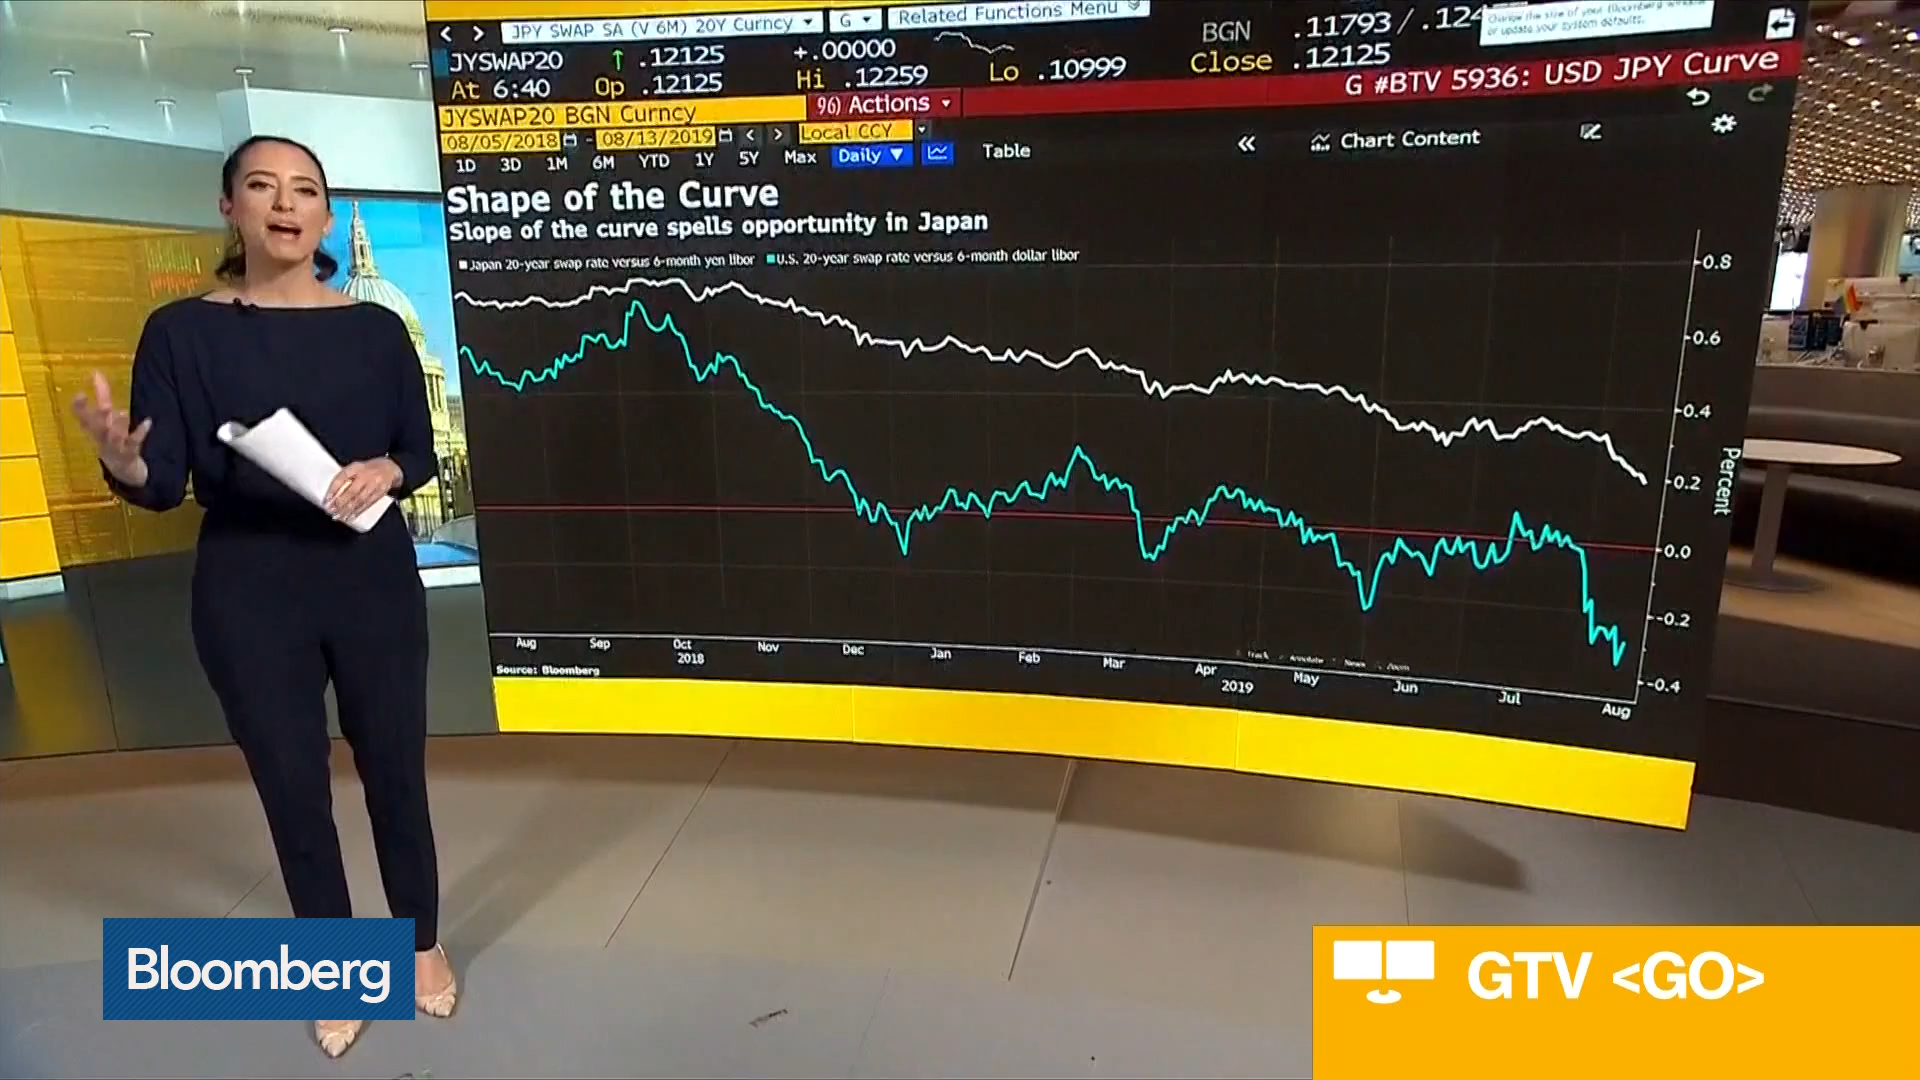 JPY SWAP SA (V 6M) 20Y Curncy G Related Functions Menu
JYSWAP20 .12125 +.00000 BGN .11793 /
At 6:40 Op .12125 Hi .12259 Lo .10999 Close .12125
G #BTV 5936: USD JPY Curve
JYSWAP20 BGN Curncy 96) Actions
08/05/2018 - 08/13/2019 < > Local CCY
1D 3D 1M 6M YTD 1Y 5Y Max Daily Table « Chart Content
Shape of the Curve
Slope of the curve spells opportunity in Japan
Japan 20-year swap rate versus 6-month yen libor U.S. 20-year swap rate versus 6-month dollar libor
0.8
0.6
0.4
0.2
0.0
-0.2
-0.4
Percent
Aug Sep Oct Nov Dec Jan Feb Mar Apr May Jun Jul Aug
2018 2019
Track Annotate News Zoom
Source: Bloomberg
Bloomberg
GTV <GO>